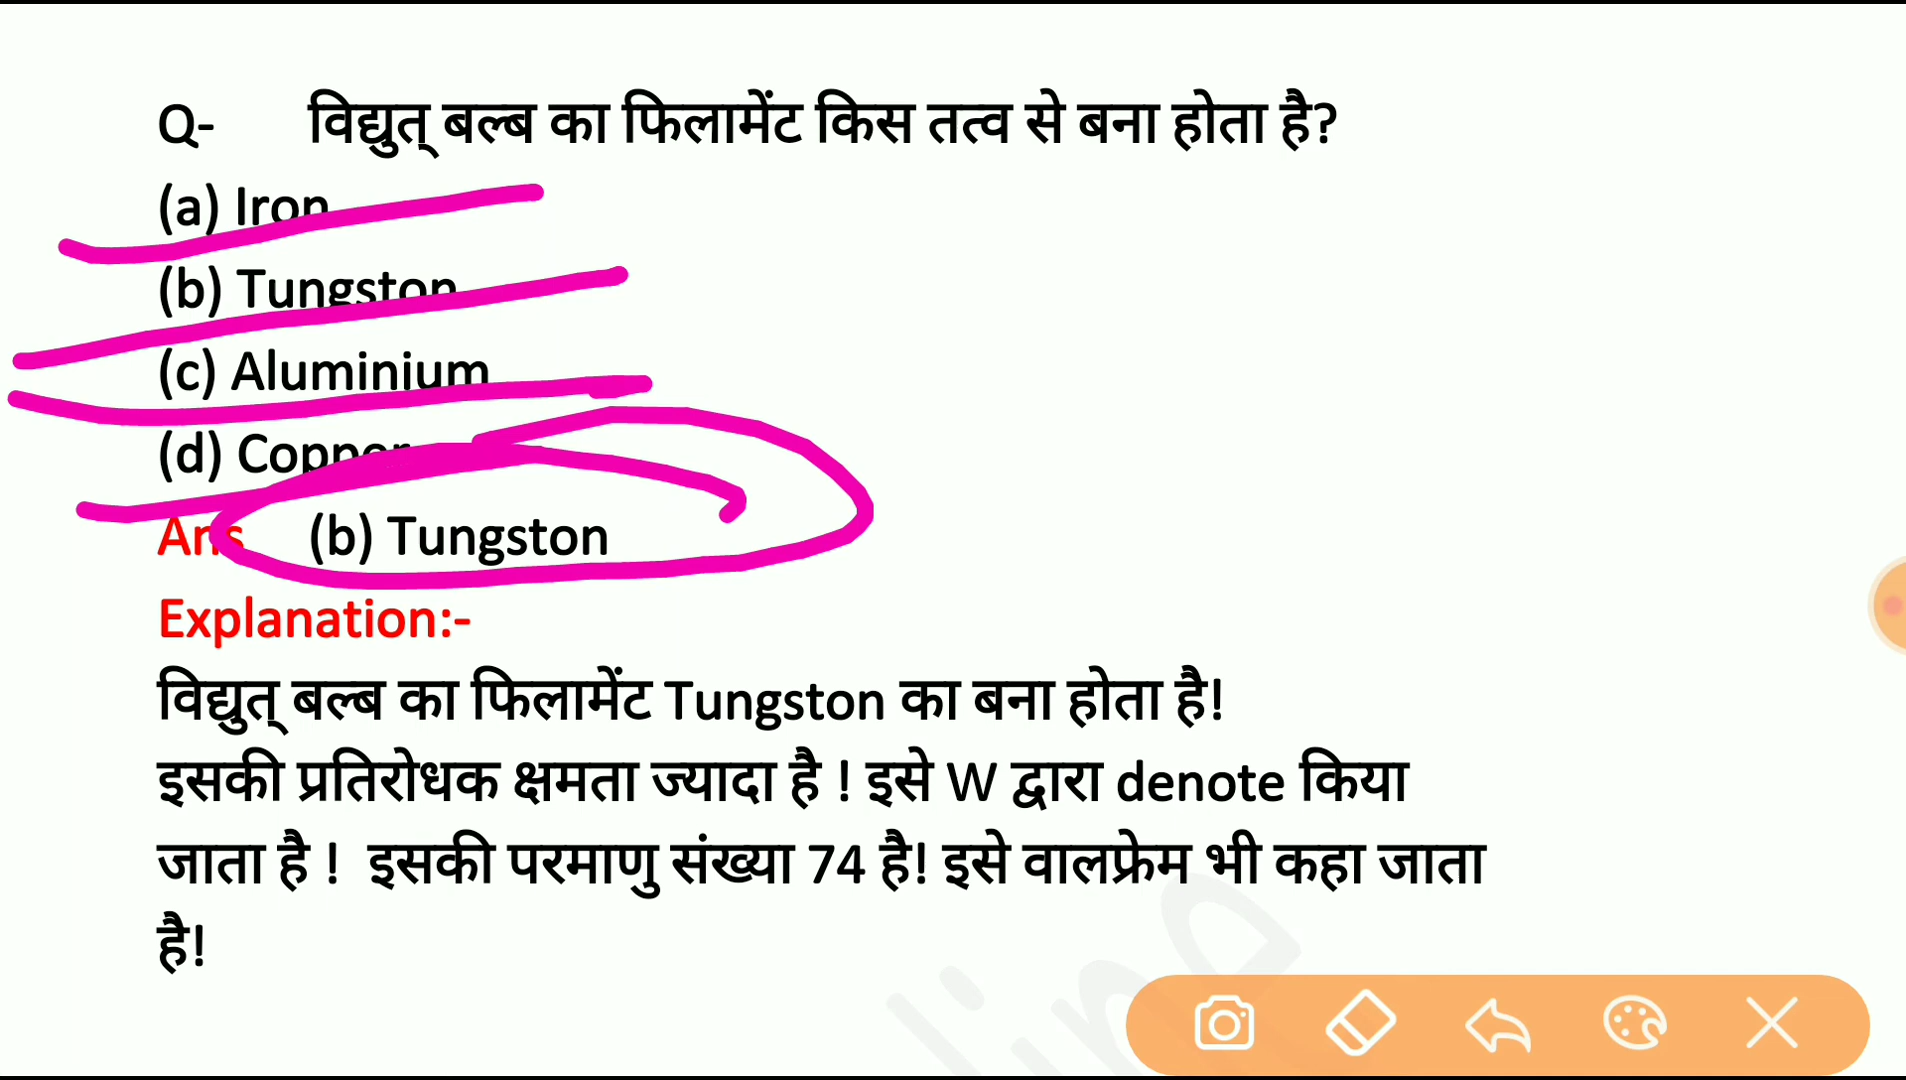 Q- विद्युत् बल्ब का फिलामेंट किस तत्व से बना होता है?
(a) Iron
(b) Tungston
(c) Aluminium
(d) Copper
Ans (b) Tungston
Explanation:-
विद्युत् बल्ब का फिलामेंट Tungston का बना होता है!
इसकी प्रतिरोधक क्षमता ज्यादा है ! इसे W द्वारा denote किया
जाता है ! इसकी परमाणु संख्या 74 है! इसे वालफ्रेम भी कहा जाता
है!